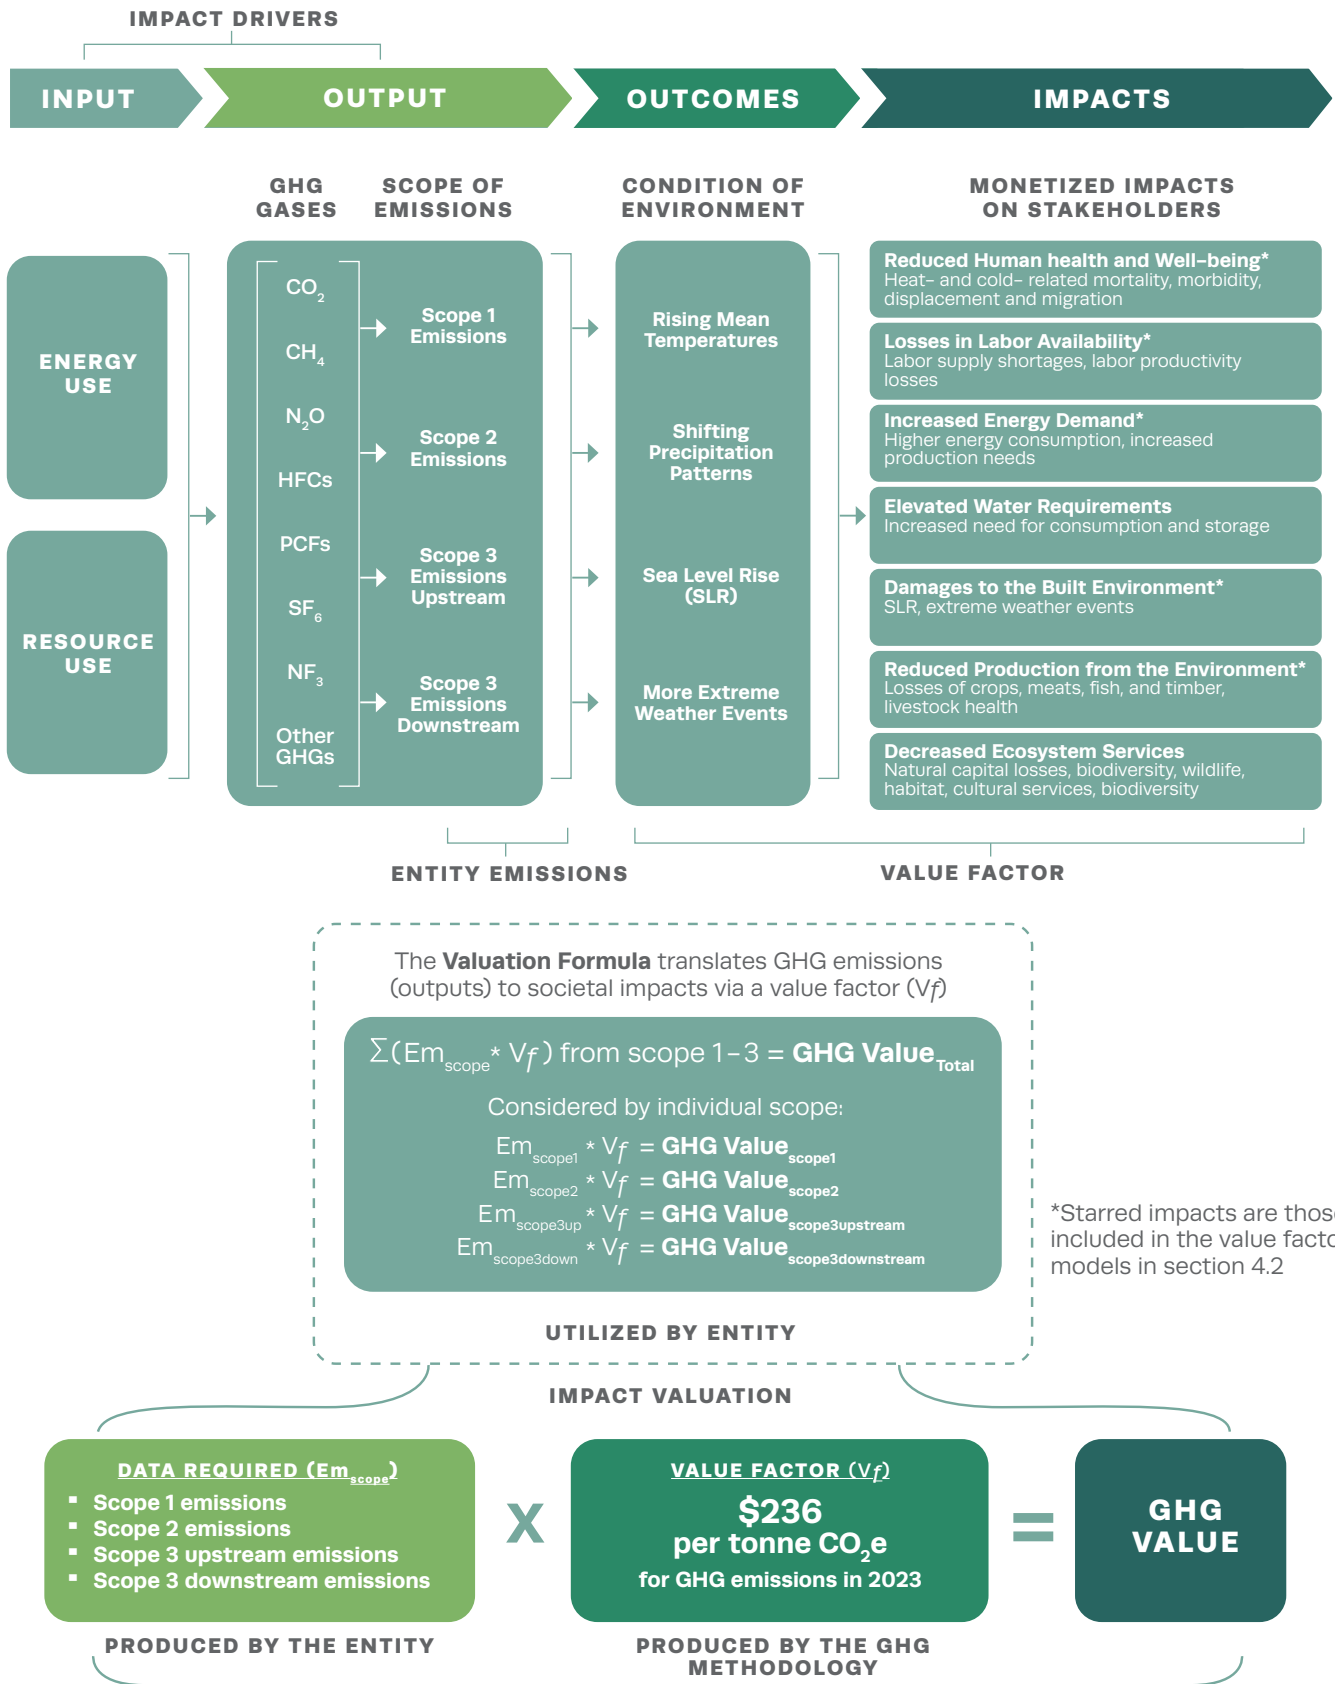 IMPACT DRIVERS
INPUT
OUTPUT
OUTCOMES
IMPACTS
GHG
GASES
SCOPE OF
EMISSIONS
CONDITION OF
ENVIRONMENT
MONETIZED IMPACTS
ON STAKEHOLDERS
ENERGY
USE
RESOURCE
USE
CO2
CH4
N2O
HFCs
PCFs
SF6
NF3
Other
GHGs
Scope 1
Emissions
Scope 2
Emissions
Scope 3
Emissions
Upstream
Scope 3
Emissions
Downstream
Rising Mean
Temperatures
Shifting
Precipitation
Patterns
Sea Level Rise
(SLR)
More Extreme
Weather Events
Reduced Human health and Well-being*
Heat- and cold- related mortality, morbidity,
displacement and migration
Losses in Labor Availability*
Labor supply shortages, labor productivity
losses
Increased Energy Demand*
Higher energy consumption, increased
production needs
Elevated Water Requirements
Increased need for consumption and storage
Damages to the Built Environment*
SLR, extreme weather events
Reduced Production from the Environment*
Losses of crops, meats, fish, and timber,
livestock health
Decreased Ecosystem Services
Natural capital losses, biodiversity, wildlife,
habitat, cultural services, biodiversity
ENTITY EMISSIONS
VALUE FACTOR
The Valuation Formula translates GHG emissions
(outputs) to societal impacts via a value factor (Vf)
Σ(Emscope* Vf) from scope 1-3 = GHG ValueTotal
Considered by individual scope:
Emscope1 * Vf = GHG Valuescope1
Emscope2 * Vf = GHG Valuescope2
Emscope3up * Vf = GHG Valuescope3upstream
Emscope3down * Vf = GHG Valuescope3downstream
UTILIZED BY ENTITY
*Starred impacts are those
included in the value facto
models in section 4.2
IMPACT VALUATION
DATA REQUIRED (Emscope)
▪ Scope 1 emissions
▪ Scope 2 emissions
▪ Scope 3 upstream emissions
▪ Scope 3 downstream emissions
PRODUCED BY THE ENTITY
X
VALUE FACTOR (Vf)
$236
per tonne CO2e
for GHG emissions in 2023
PRODUCED BY THE GHG
METHODOLOGY
=
GHG
VALUE